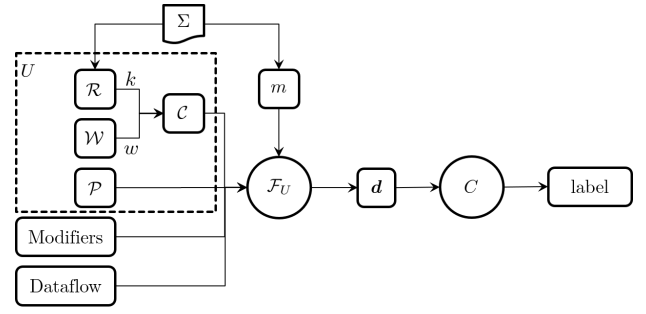 Σ
U
ℛ
k
m
𝒞
𝒲
w
𝒫
ℱ_U
d
C
label
Modifiers
Dataflow